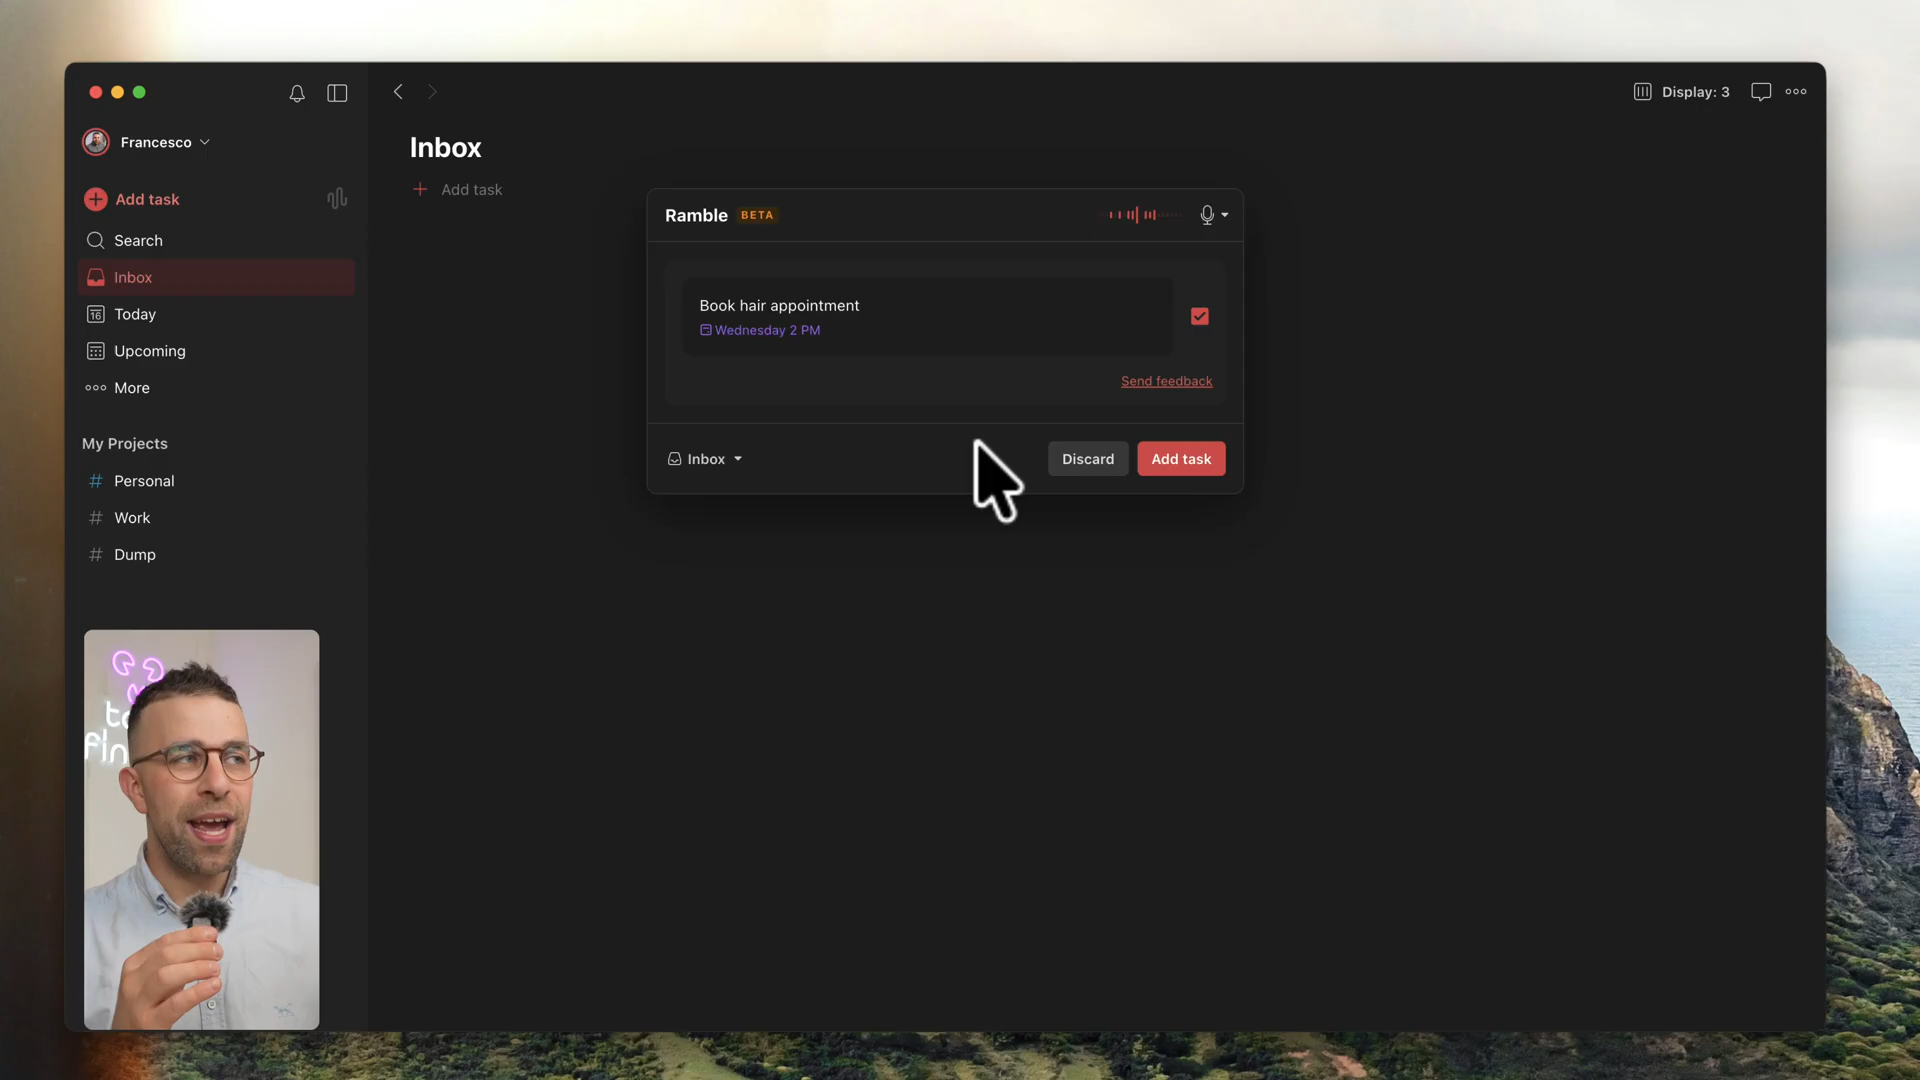 Display: 3
Francesco
Inbox
Add task
Add task
Search
Inbox
16 Today
Upcoming
More
My Projects
# Personal
# Work
# Dump
Ramble BETA
Book hair appointment
Wednesday 2 PM
Send feedback
Inbox
Discard
Add task